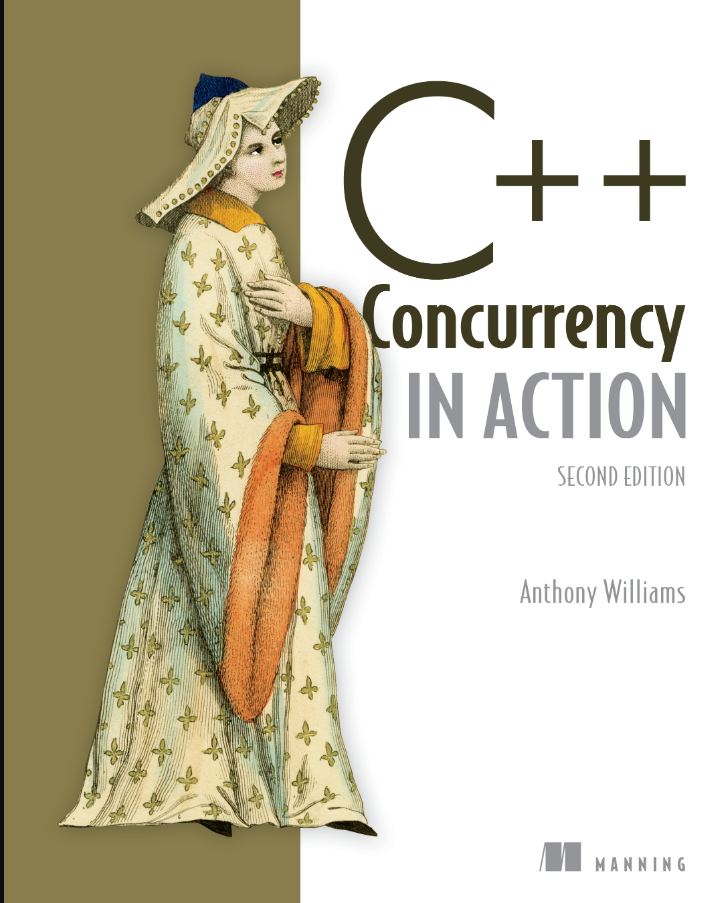 C++
Concurrency
IN ACTION
SECOND EDITION
Anthony Williams
MANNING